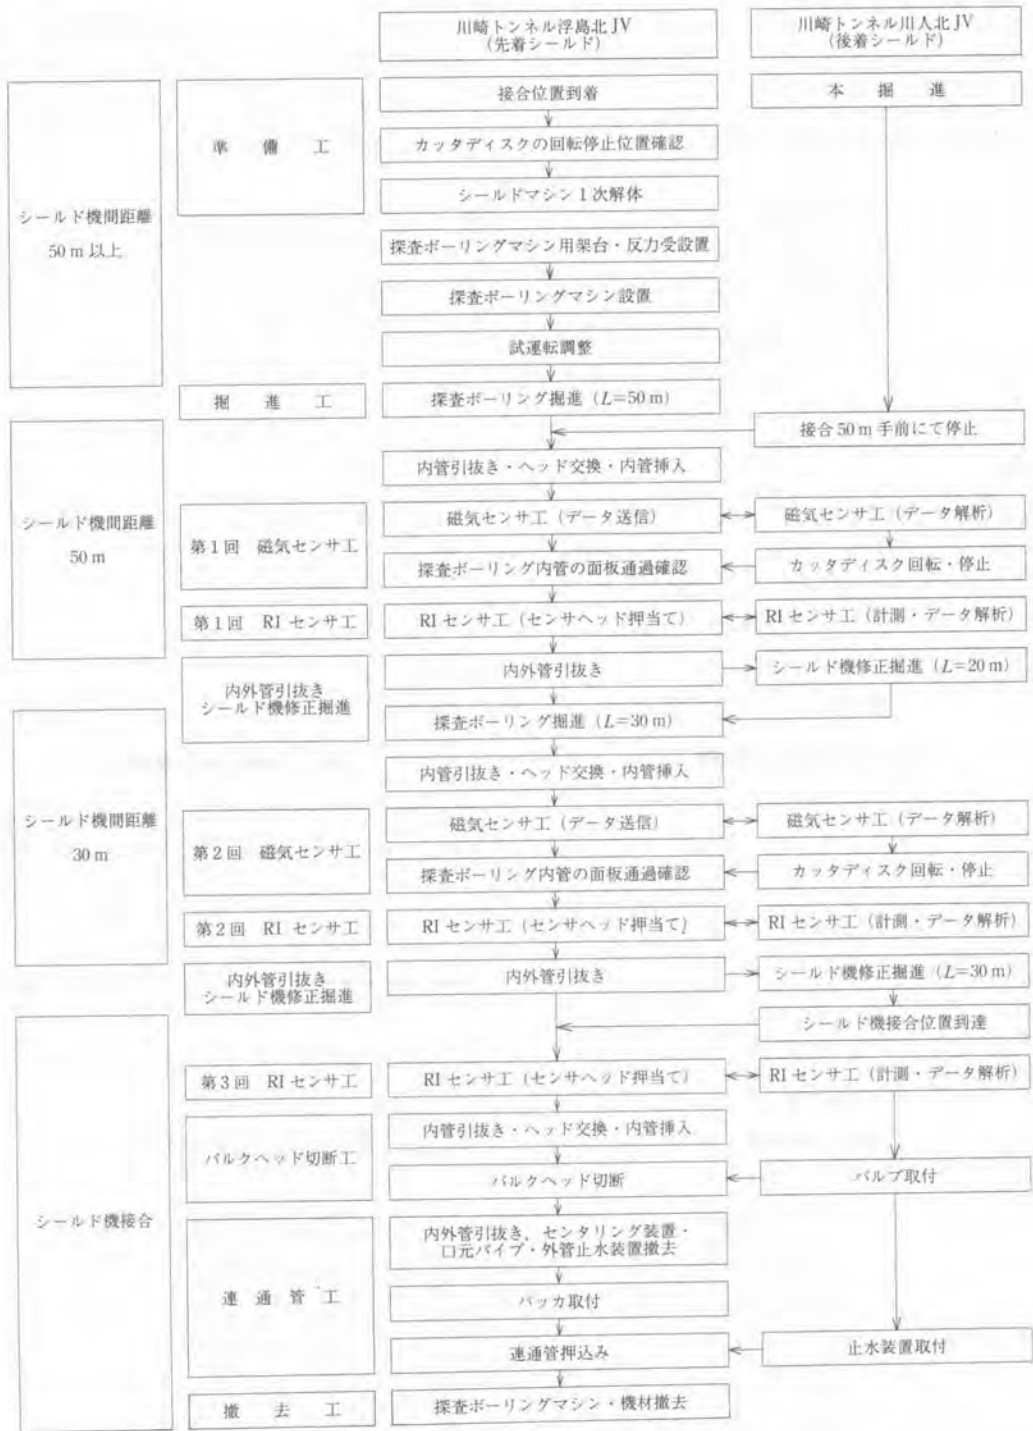 川崎トンネル浮島北JV
(先着シールド)
川崎トンネル川人北JV
(後着シールド)
シールド機間距離
50 m 以上
準備工
接合位置到着
本掘進
カッタディスクの回転停止位置確認
シールドマシン1次解体
探査ボーリングマシン用架台・反力受設置
探査ボーリングマシン設置
試運転調整
掘進工
探査ボーリング掘進 (L=50 m)
シールド機間距離
50 m
接合50 m手前にて停止
内管引抜き・ヘッド交換・内管挿入
第1回 磁気センサ工
磁気センサ工 (データ送信)
磁気センサ工 (データ解析)
探査ボーリング内管の面板通過確認
カッタディスク回転・停止
第1回 RI センサ工
RI センサ工 (センサヘッド押当て)
RI センサ工 (計測・データ解析)
内外管引抜き
シールド機修正掘進
内外管引抜き
シールド機修正掘進 (L=20 m)
シールド機間距離
30 m
探査ボーリング掘進 (L=30 m)
内管引抜き・ヘッド交換・内管挿入
第2回 磁気センサ工
磁気センサ工 (データ送信)
磁気センサ工 (データ解析)
探査ボーリング内管の面板通過確認
カッタディスク回転・停止
第2回 RI センサ工
RI センサ工 (センサヘッド押当て)
RI センサ工 (計測・データ解析)
内外管引抜き
シールド機修正掘進
内外管引抜き
シールド機修正掘進 (L=30 m)
シールド機接合
シールド機接合位置到達
第3回 RI センサ工
RI センサ工 (センサヘッド押当て)
RI センサ工 (計測・データ解析)
バルクヘッド切断工
内管引抜き・ヘッド交換・内管挿入
バルクヘッド切断
バルブ取付
連通管工
内外管引抜き, センタリング装置・
口元パイプ・外管止水装置撤去
パッカ取付
連通管押込み
止水装置取付
撤去工
探査ボーリングマシン・機材撤去